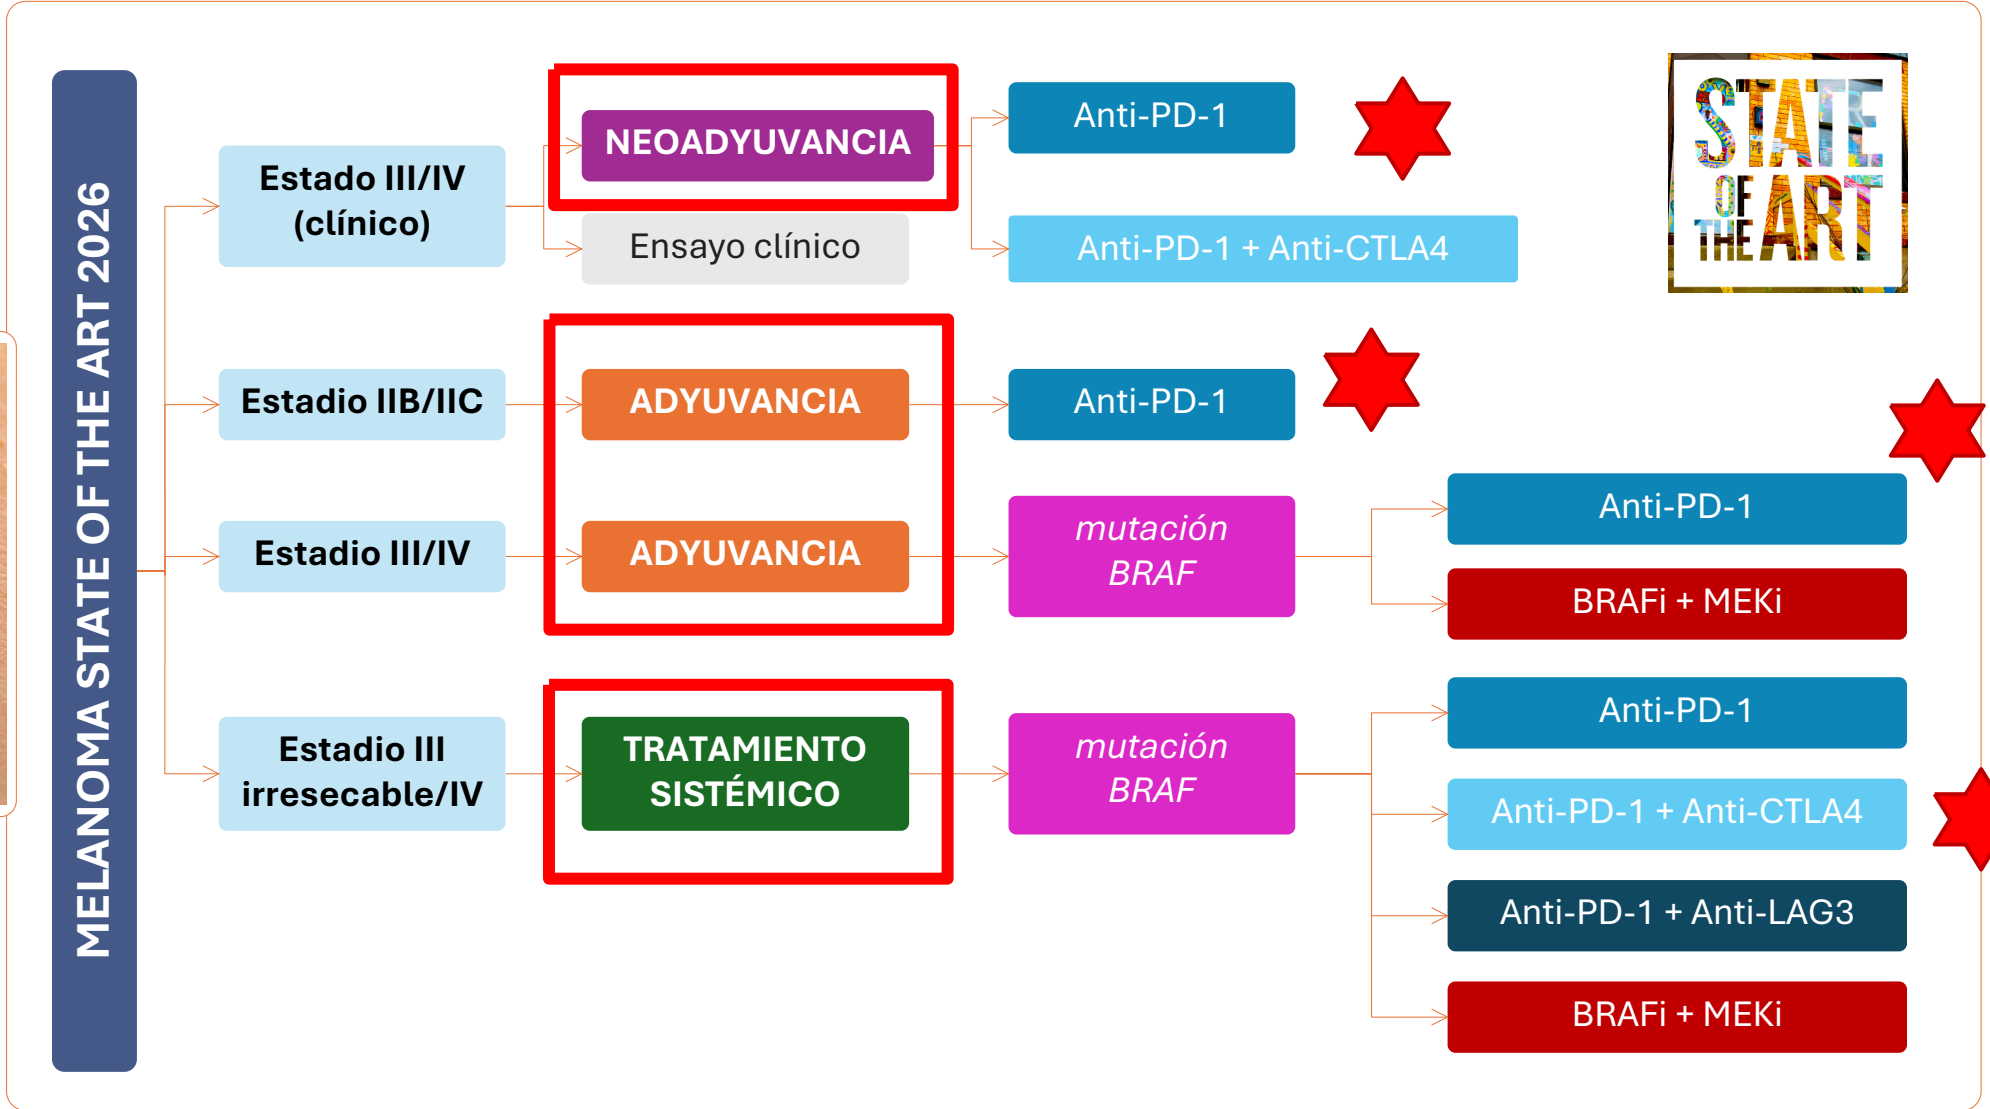 MELANOMA STATE OF THE ART 2026
Estado III/IV
(clínico)
NEOADYUVANCIA
Ensayo clínico
Anti-PD-1
Anti-PD-1 + Anti-CTLA4
STATE
OF
THE ART
Estadio IIB/IIC
ADYUVANCIA
Anti-PD-1
Estadio III/IV
ADYUVANCIA
mutación
BRAF
Anti-PD-1
BRAFi + MEKi
Estadio III
irresecable/IV
TRATAMIENTO
SISTÉMICO
mutación
BRAF
Anti-PD-1
Anti-PD-1 + Anti-CTLA4
Anti-PD-1 + Anti-LAG3
BRAFi + MEKi